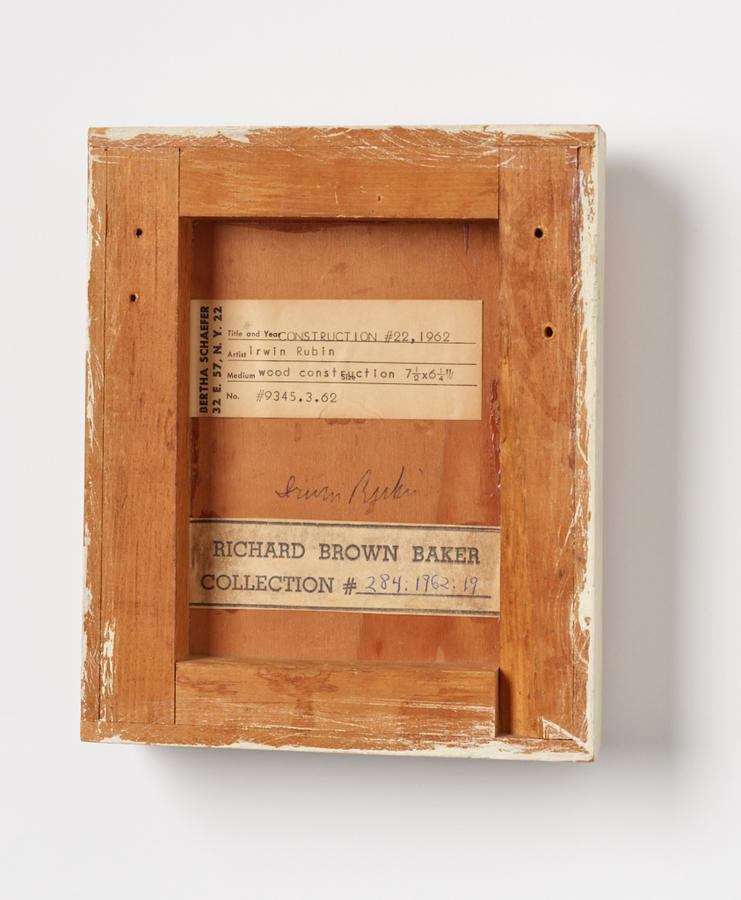 BERTHA SCHAEFER
32 E. 57, N. Y. 22
Title and Year CONSTRUCTION #22, 1962
Artist Irwin Rubin
Medium wood construction Size 7½x6¼"
No. #9345.3.62
Irwin Rubin
RICHARD BROWN BAKER
COLLECTION # 284:1962:19